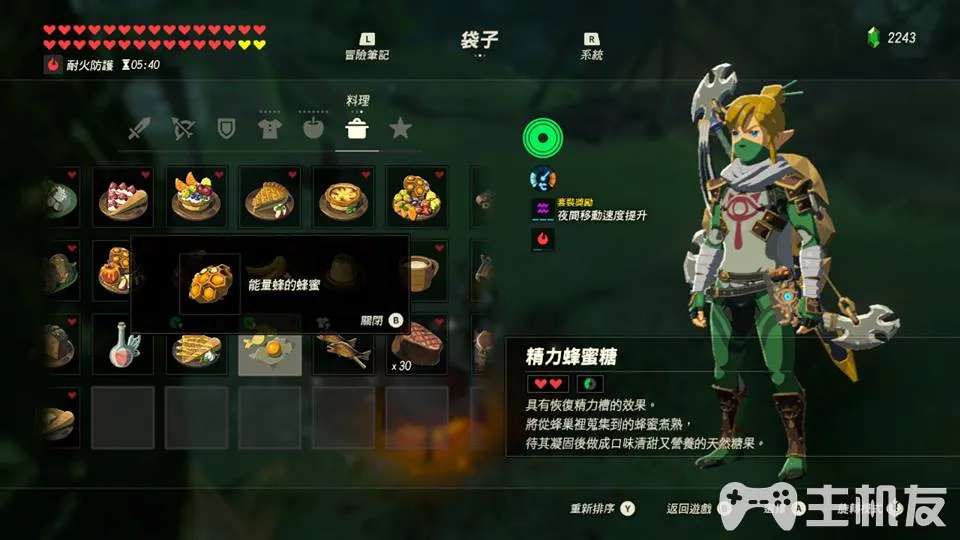 L
袋子
R
冒險筆記
系統
2243
耐火防護 05:40
料理
套裝獎勵
夜間移動速度提升
能量蜂的蜂蜜
關閉 B
x30
精力蜂蜜糖
具有恢復精力槽的效果。
將從蜂巢裡蒐集到的蜂蜜煮熟，
待其凝固後做成口味清甜又營養的天然糖果。
重新排序 Y
返回遊戲
主机友